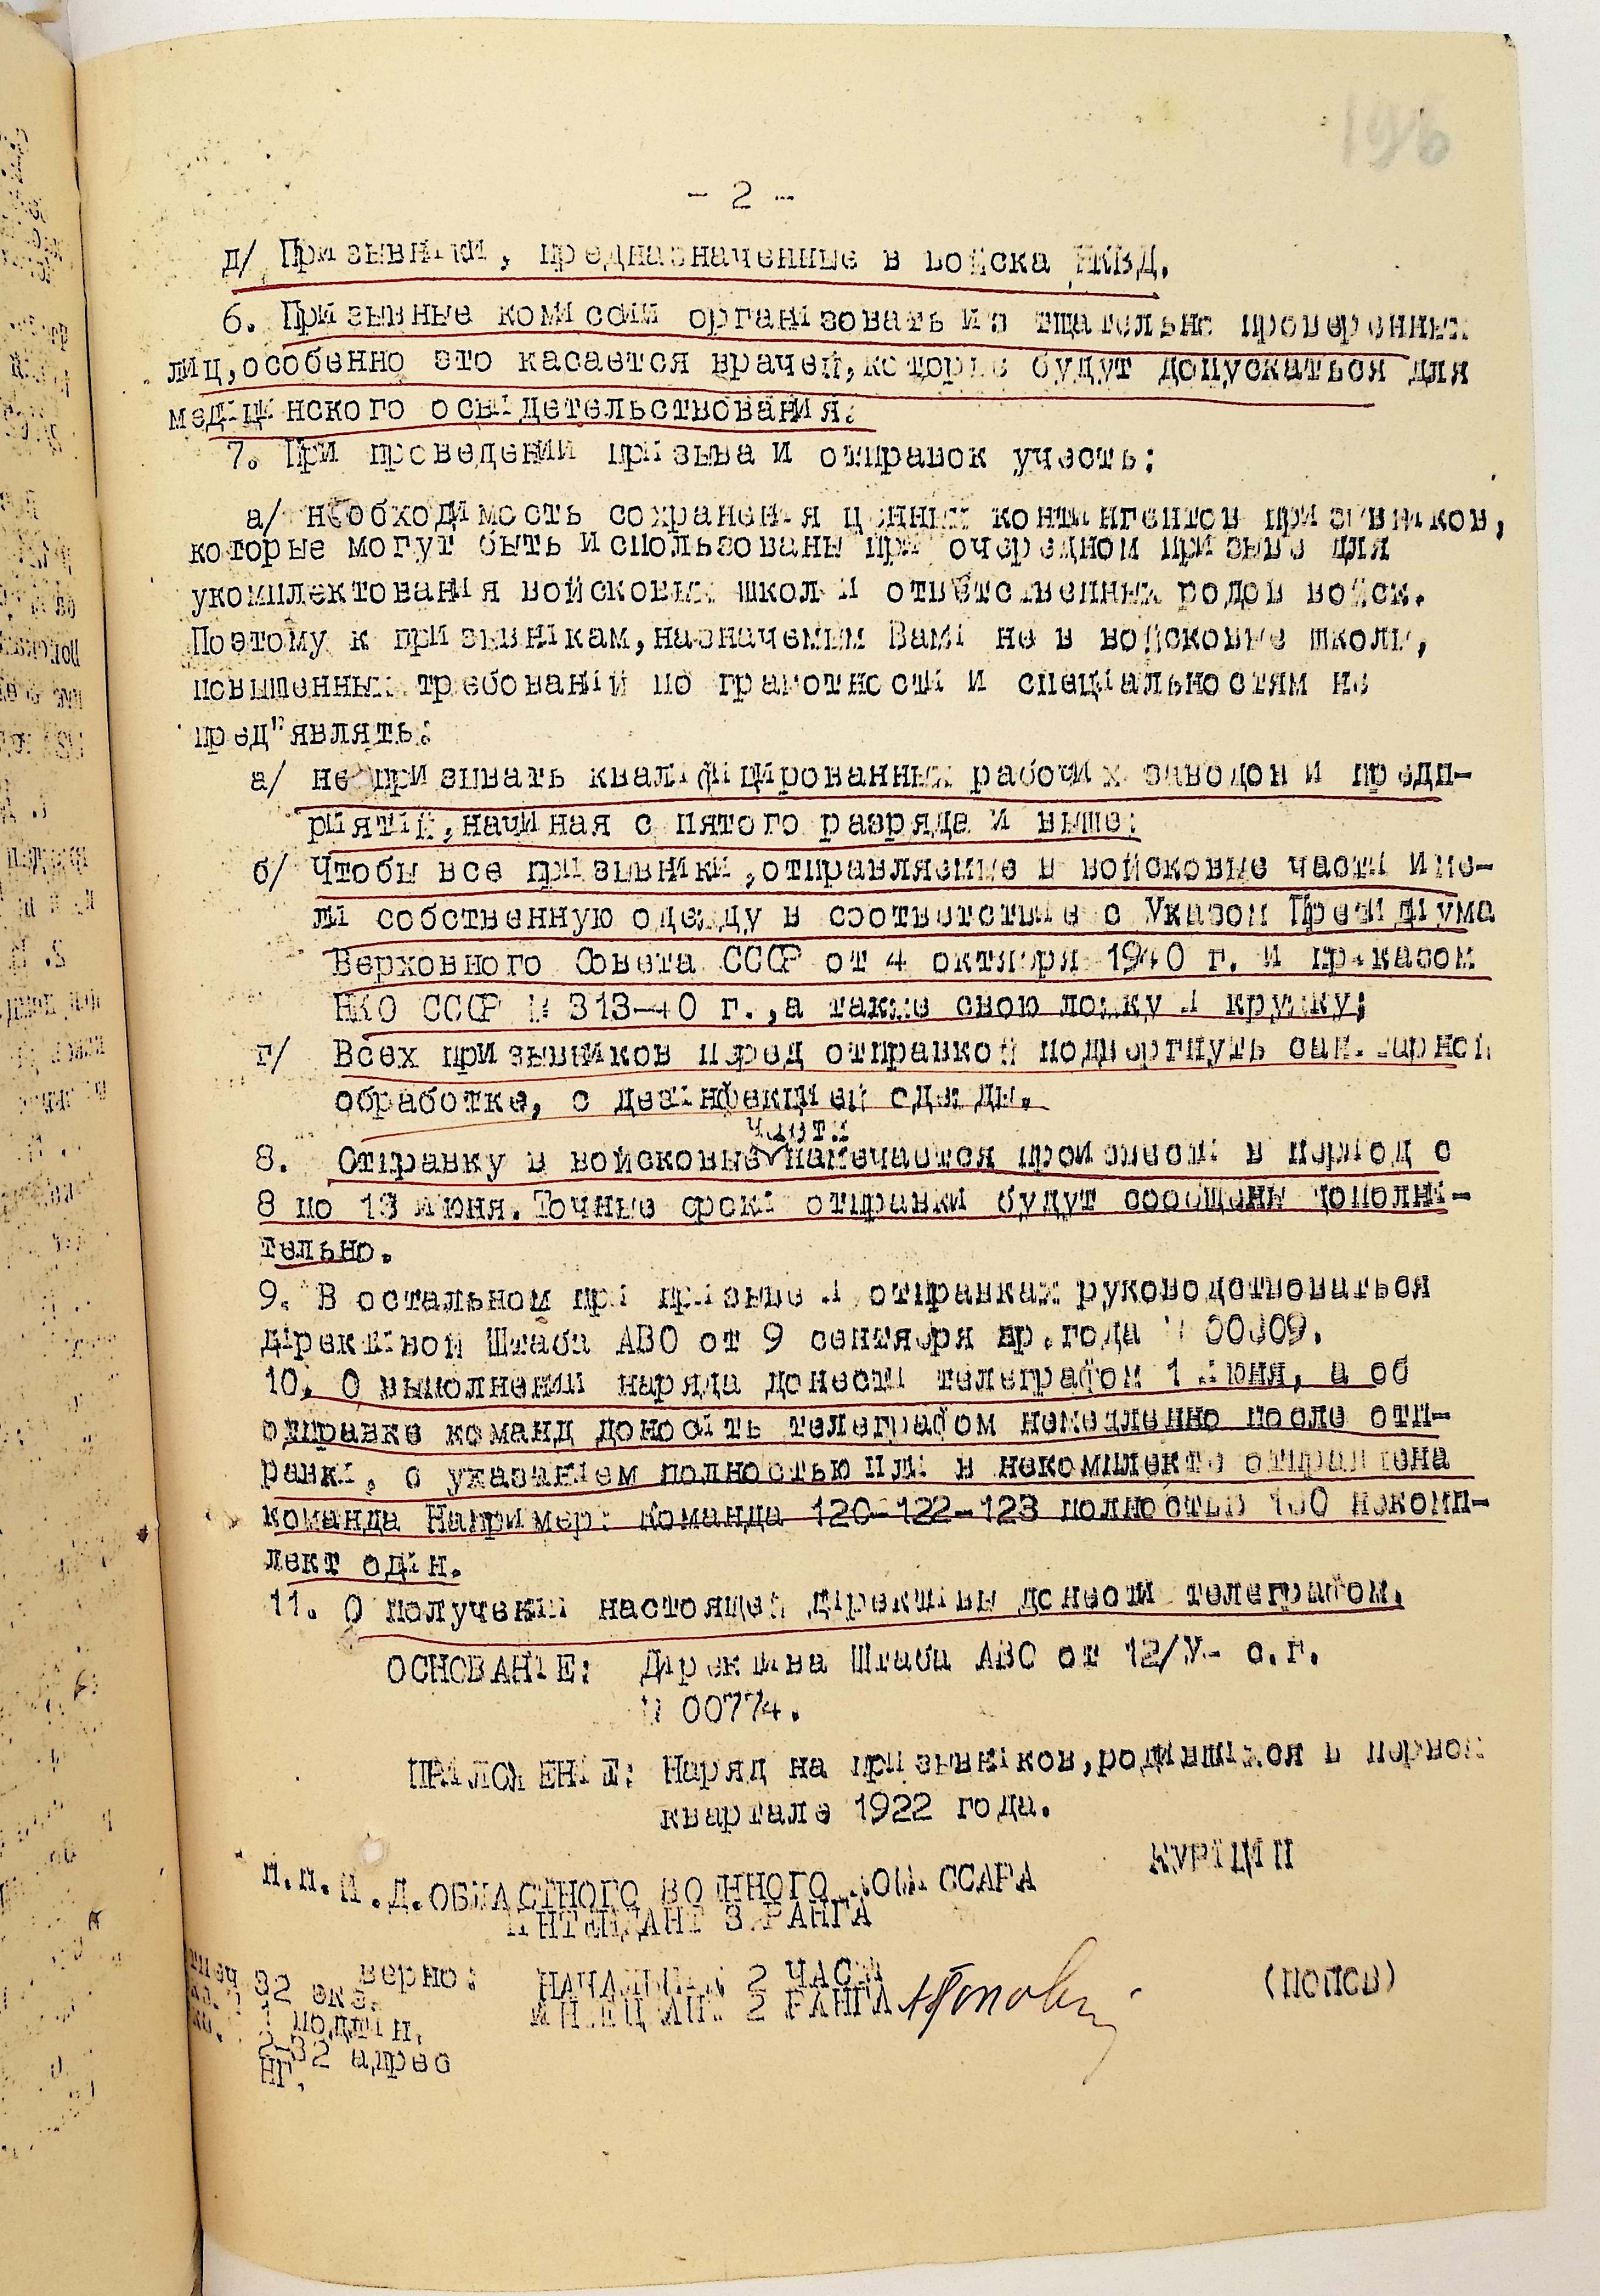 196
- 2 -
д/ Призывники, предназначенные в войска НКВД.
6. Призывные комиссии организовать из тщательно проверенных
лиц, особенно это касается врачей, которые будут допускаться для
медицинского освидетельствования.
7. При проведении призыва и отправок учесть:
а/ необходимость сохранения ценных контингентов призывников,
которые могут быть использованы при очередном призыве для
укомплектования войсковых школ и ответственных родов войск.
Поэтому к призывникам, назначемым Вами не в войсковые школы,
повышенных требований по грамотности и специальностям не
пред"являть:
а/ не призывать квалифицированных рабочих заводов и предп-
риятий, начиная с пятого разряда и выше;
б/ Чтобы все призывники, отправляемые в войсковые части име-
ли собственную одежду в соответствие с Указом Президиума
Верховного Совета СССР от 4 октября 1940 г. и приказом
НКО СССР № 313-40 г., а также свою ложку и кружку;
г/ Всех призывников перед отправкой подвергнуть санитарной
обработке, с дезинфекцией одежды.
части
8. Отправку в войсковые намечается произвести в период с
8 по 13 июня. Точные сроки отправки будут сообщены дополни-
тельно.
9. В остальном при призыве и отправках руководствоваться
директивой Штаба АВО от 9 сентября пр.года № 00309.
10. О выполнении наряда донести телеграфом 1 июня, а об
отправке команд доносить телеграфом немедленно после отп-
равки, с указанием полностью или в некомплекте отправлена
команда Например: Команда 120-122-123 полностью 130 некомп-
лект один.
11. О получении настоящей директивы донести телеграфом.
ОСНОВАНИЕ: Директива Штаба АВО от 12/У- с.г.
№ 00774.
ПРИЛОЖЕНИЕ: Наряд на призывников, родившихся в первом
квартале 1922 года.
П.п. И.Д.ОБЛАСТНОГО ВОЕННОГО КОМИССАРА КУРИЦИН
ИНТЕНДАНТ 3 РАНГА
верно: НАЧАЛЬНИК 2 ЧАСТИ
ИНТЕНДАНТ 2 РАНГА Попов (ПОПОВ)
32 экз.
1 подлин.
2-32 адрес
НГ.